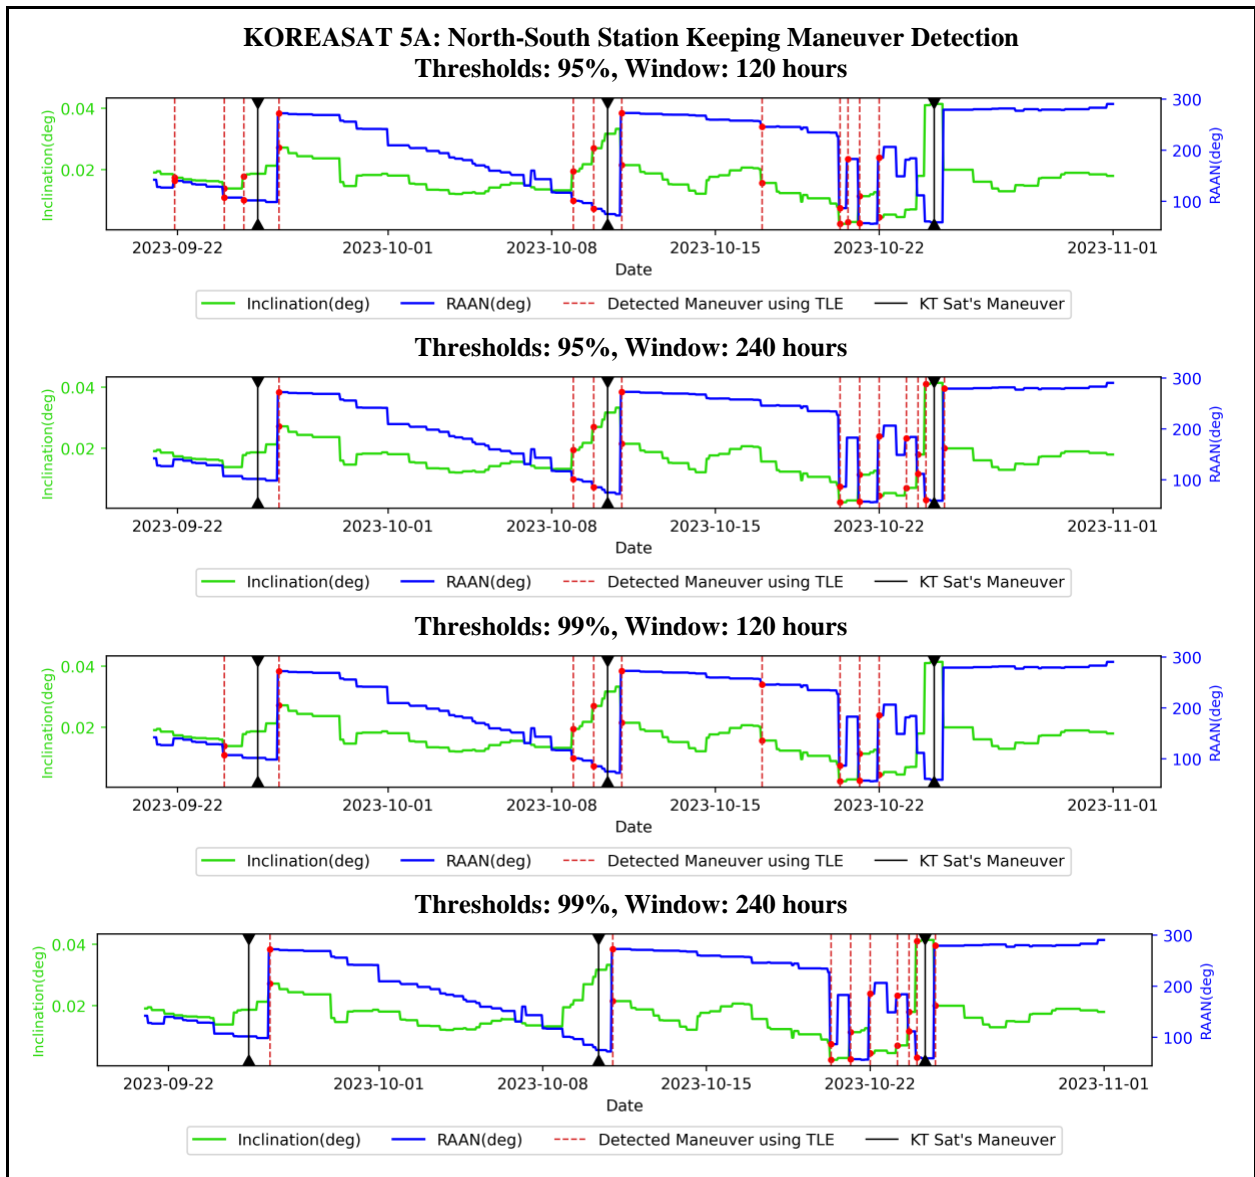 KOREASAT 5A: North-South Station Keeping Maneuver Detection
Thresholds: 95%, Window: 120 hours
0.04
0.02
Inclination(deg)
300
200
100
RAAN(deg)
2023-09-22 2023-10-01 2023-10-08 2023-10-15 2023-10-22 2023-11-01
Date
Inclination(deg) RAAN(deg) Detected Maneuver using TLE KT Sat's Maneuver
Thresholds: 95%, Window: 240 hours
0.04
0.02
Inclination(deg)
300
200
100
RAAN(deg)
2023-09-22 2023-10-01 2023-10-08 2023-10-15 2023-10-22 2023-11-01
Date
Inclination(deg) RAAN(deg) Detected Maneuver using TLE KT Sat's Maneuver
Thresholds: 99%, Window: 120 hours
0.04
0.02
Inclination(deg)
300
200
100
RAAN(deg)
2023-09-22 2023-10-01 2023-10-08 2023-10-15 2023-10-22 2023-11-01
Date
Inclination(deg) RAAN(deg) Detected Maneuver using TLE KT Sat's Maneuver
Thresholds: 99%, Window: 240 hours
0.04
0.02
Inclination(deg)
300
200
100
RAAN(deg)
2023-09-22 2023-10-01 2023-10-08 2023-10-15 2023-10-22 2023-11-01
Date
Inclination(deg) RAAN(deg) Detected Maneuver using TLE KT Sat's Maneuver